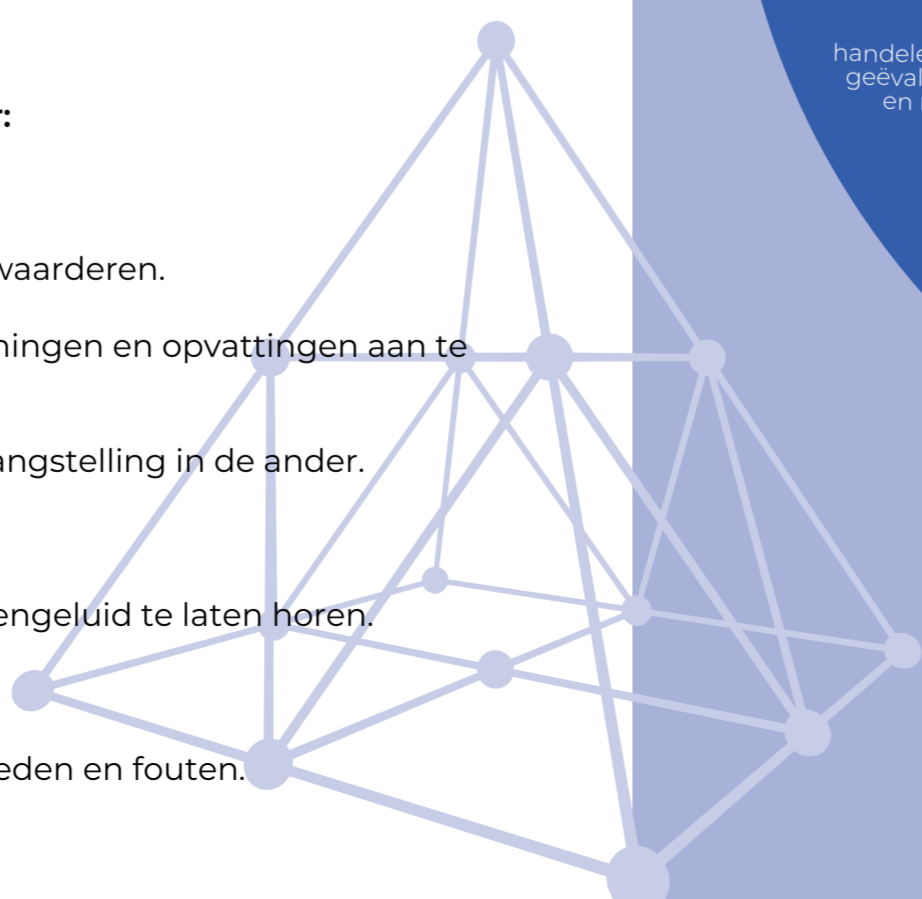 :
waarderen.
ningen en opvattingen aan te
angstelling in de ander.
engeluid te laten horen.
eden en fouten.
handele
geëval
en